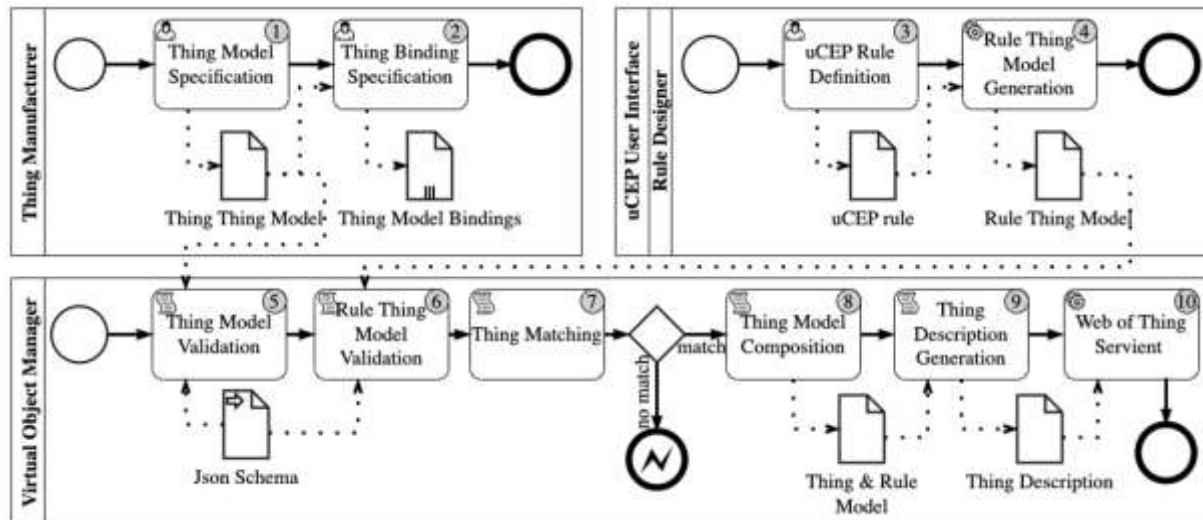 Thing Manufacturer
1
Thing Model
Specification
2
Thing Binding
Specification
Thing Thing Model
Thing Model Bindings
uCEP User Interface
Rule Designer
3
uCEP Rule
Definition
4
Rule Thing
Model
Generation
uCEP rule
Rule Thing Model
Virtual Object Manager
5
Thing Model
Validation
6
Rule Thing
Model
Validation
7
Thing Matching
match
no match
8
Thing Model
Composition
9
Thing
Description
Generation
10
Web of Thing
Servient
Json Schema
Thing & Rule
Model
Thing Description